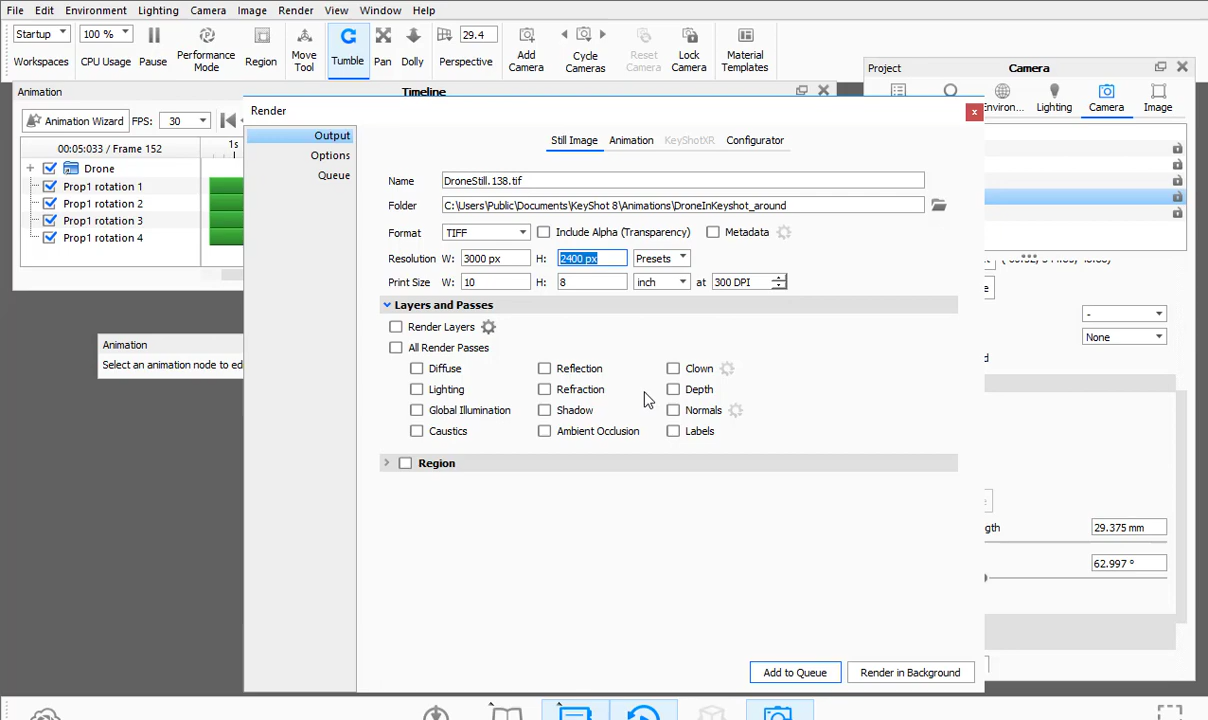 File Edit Environment Lighting Camera Image Render View Tumbow Help
Startup 100 % 29.4
Workspaces CPU Usage Pause Performance Mode Region Move Tool Tumble Pan Dolly Perspective Add Camera Cycle Cameras Reset Camera Lock Camera Material Templates
Project Camera
Animation Timeline
Environ... Lighting Camera Image
Animation Wizard FPS: 30
00:05:033 / Frame 152 1s
Drone
Prop1 rotation 1
Prop1 rotation 2
Prop1 rotation 3
Prop1 rotation 4
Animation
Select an animation node to ed
Render
Output
Options
Queue
Still Image Animation KeyShotXR Configurator
Name DroneStill.138.tif
Folder C:\Users\Public\Documents\KeyShot 8\Animations\DroneInKeyshot_around
Format TIFF Include Alpha (Transparency) Metadata
Resolution W: 3000 px H: 2400 px Presets
Print Size W: 10 H: 8 inch at 300 DPI
Layers and Passes
Render Layers
All Render Passes
Diffuse Reflection Clown
Lighting Refraction Depth
Global Illumination Shadow Normals
Caustics Ambient Occlusion Labels
Region
Add to Queue Render in Background
-
None
d
e
ngth 29.375 mm
62.997 °